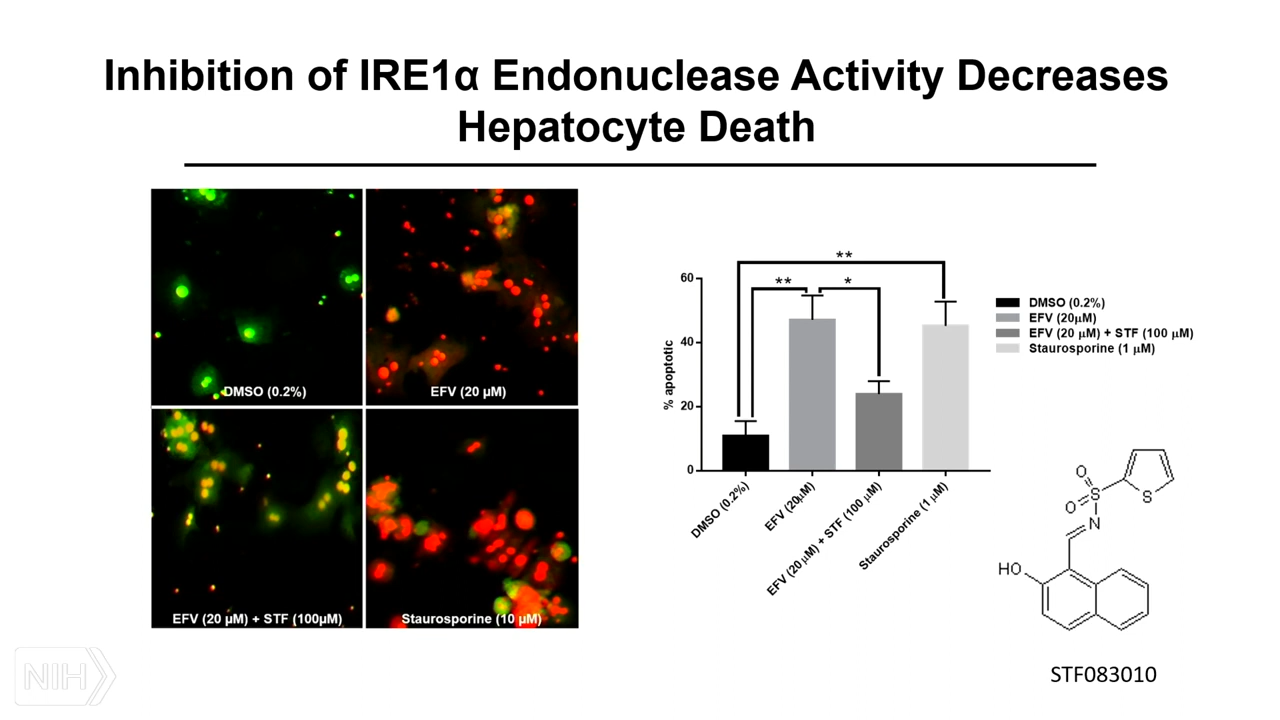 Inhibition of IRE1α Endonuclease Activity Decreases
Hepatocyte Death
DMSO (0.2%)
EFV (20 µM)
EFV (20 µM) + STF (100µM)
Staurosporine (10 µM)
% apoptotic
60
40
20
0
**
**
*
DMSO (0.2%)
EFV (20µM)
EFV (20 µM) + STF (100 µM)
Staurosporine (1 µM)
DMSO (0.2%)
EFV (20µM)
EFV (20 µM) + STF (100 µM)
Staurosporine (1 µM)
O
O
S
S
N
HO
STF083010
NIH